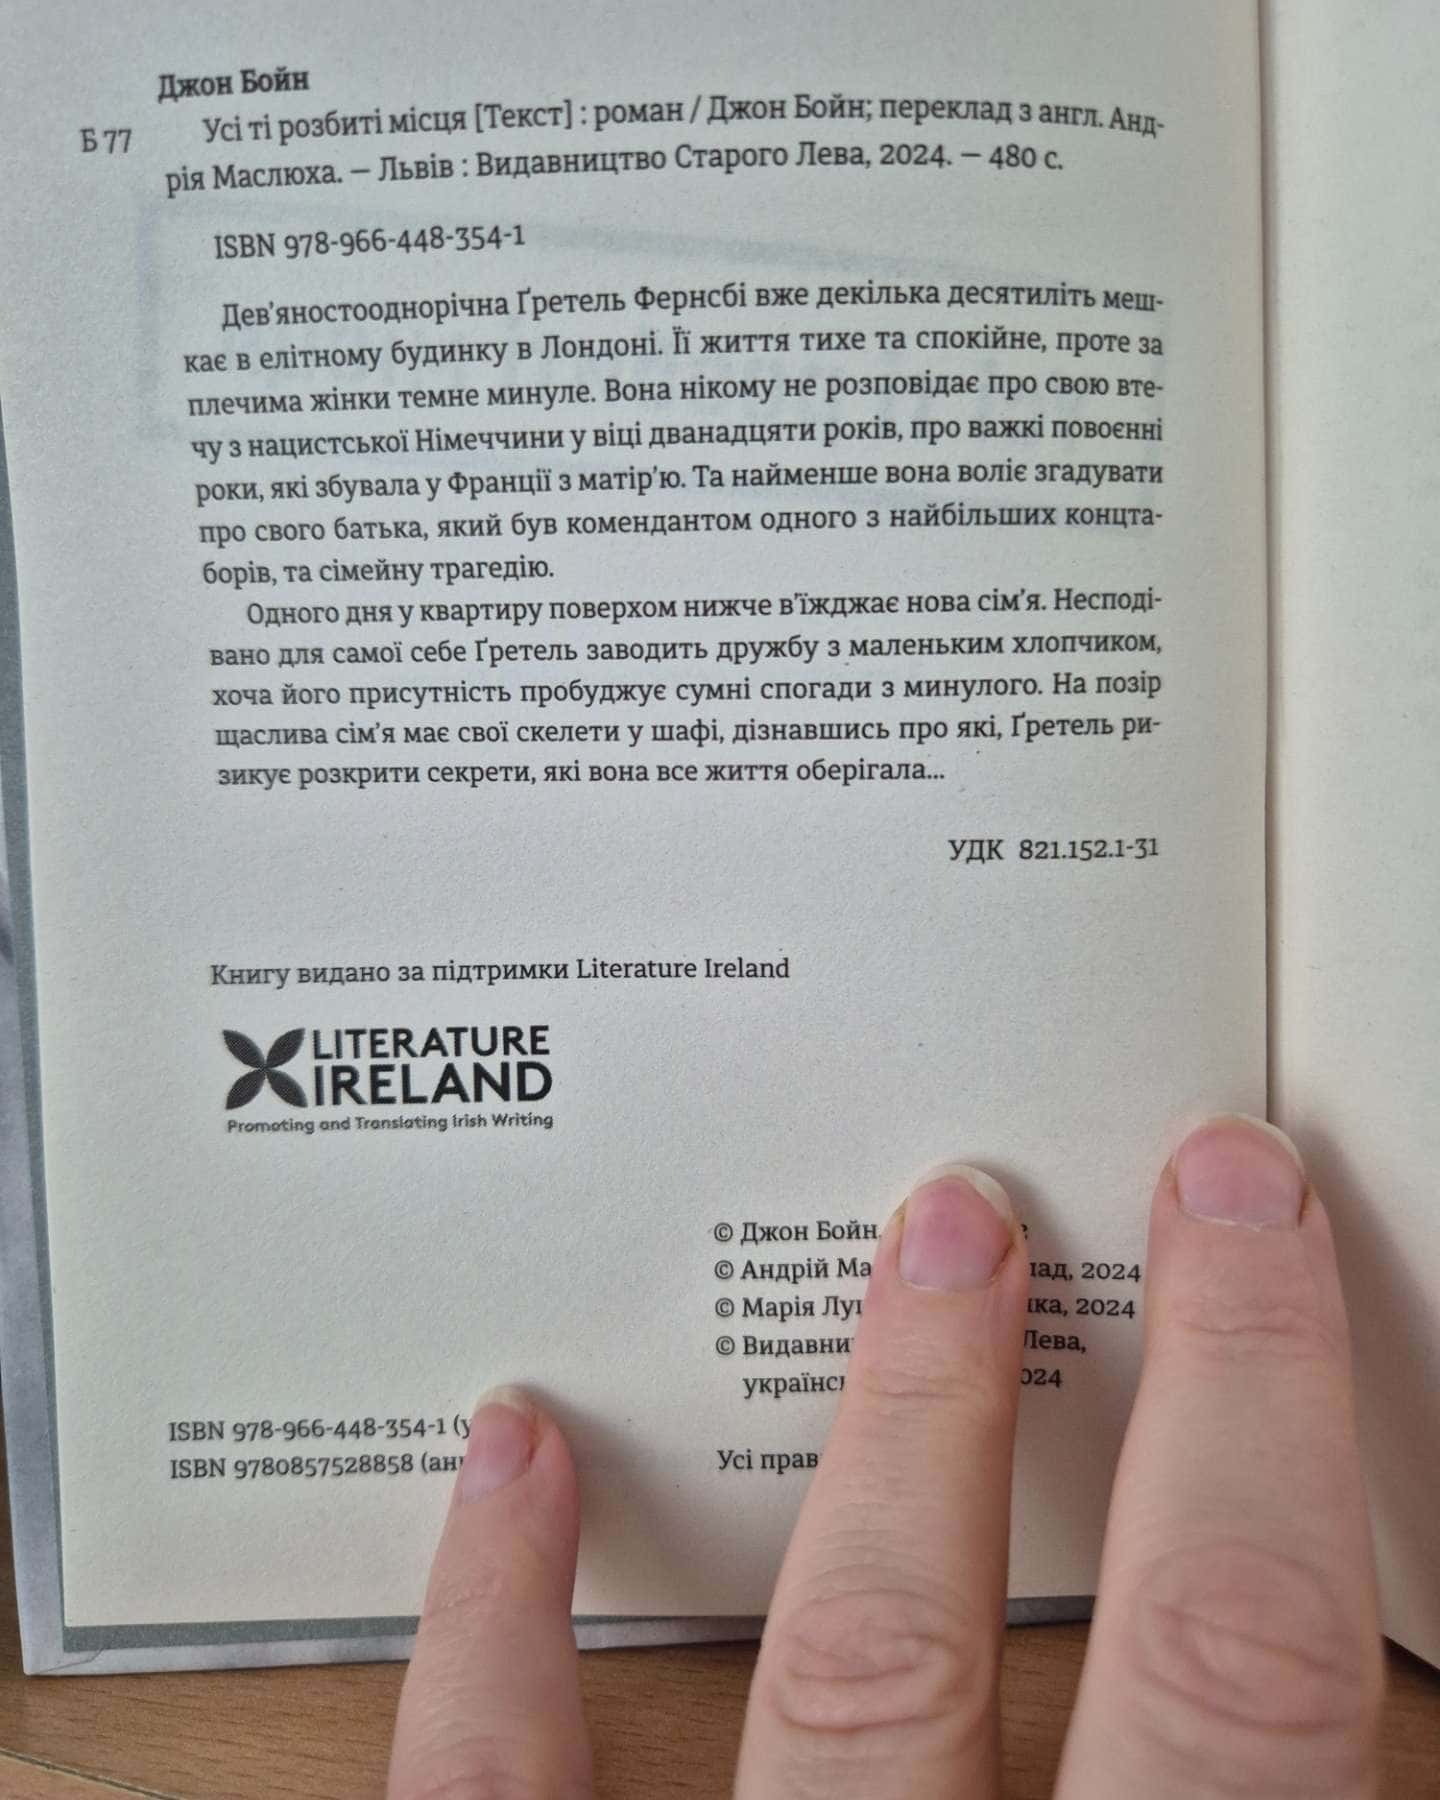 Джон Бойн
Б 77
Усі ті розбиті місця [Текст] : роман / Джон Бойн; переклад з англ. Анд-
рія Маслюха. — Львів : Видавництво Старого Лева, 2024. — 480 с.
ISBN 978-966-448-354-1
Дев’яностооднорічна Ґретель Фернсбі вже декілька десятиліть меш-
кає в елітному будинку в Лондоні. Її життя тихе та спокійне, проте за
плечима жінки темне минуле. Вона нікому не розповідає про свою вте-
чу з нацистської Німеччини у віці дванадцяти років, про важкі повоєнні
роки, які збувала у Франції з матір’ю. Та найменше вона воліє згадувати
про свого батька, який був комендантом одного з найбільших концта-
борів, та сімейну трагедію.
Одного дня у квартиру поверхом нижче в’їжджає нова сім’я. Несподі-
вано для самої себе Ґретель заводить дружбу з маленьким хлопчиком,
хоча його присутність пробуджує сумні спогади з минулого. На позір
щаслива сім’я має свої скелети у шафі, дізнавшись про які, Ґретель ри-
зикує розкрити секрети, які вона все життя оберігала...
УДК 821.152.1-31
Книгу видано за підтримки Literature Ireland
LITERATURE
IRELAND
Promoting and Translating Irish Writing
© Джон Бойн
© Андрій 2024
© Марія 2024
© Лева,
ISBN 978-966-448-354-1
ISBN 9780857528858
Усі